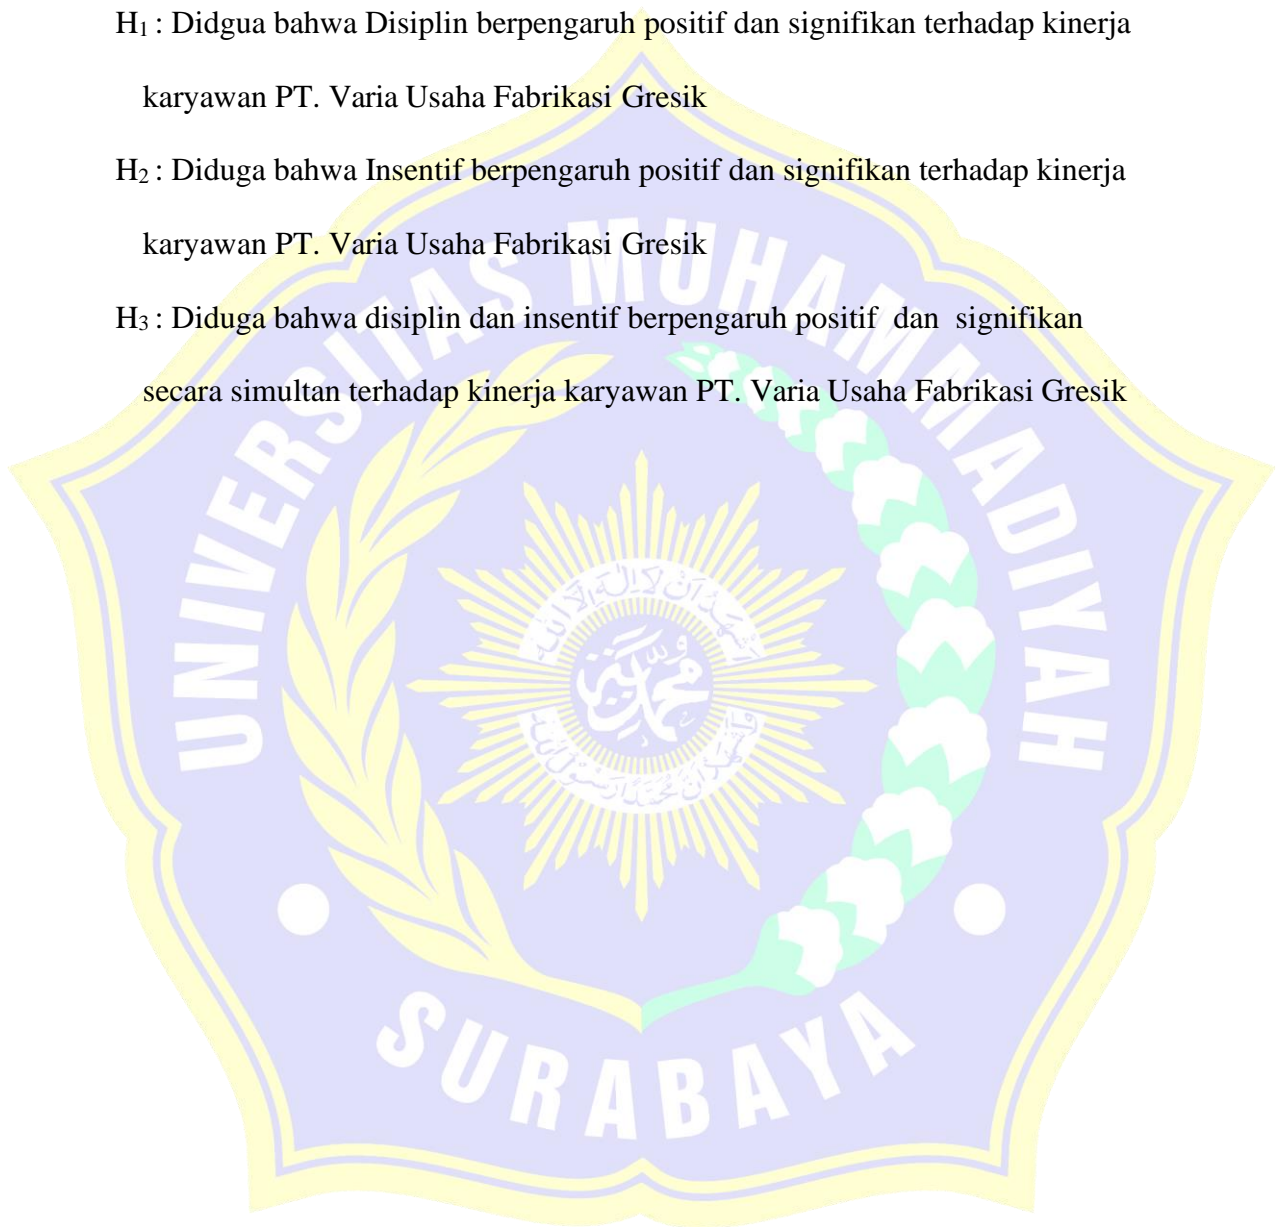 H₁ : Didgua bahwa Disiplin berpengaruh positif dan signifikan terhadap kinerja
karyawan PT. Varia Usaha Fabrikasi Gresik
H₂ : Diduga bahwa Insentif berpengaruh positif dan signifikan terhadap kinerja
karyawan PT. Varia Usaha Fabrikasi Gresik
H₃ : Diduga bahwa disiplin dan insentif berpengaruh positif dan signifikan
secara simultan terhadap kinerja karyawan PT. Varia Usaha Fabrikasi Gresik
UNIVERSITAS MUHAMMADIYAH
محمد
SURABAYA